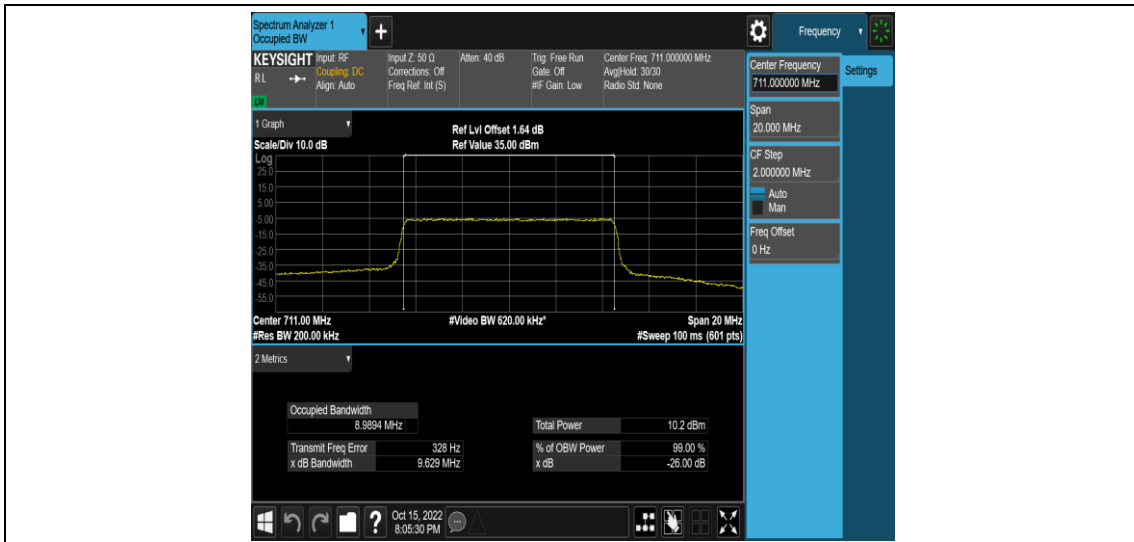 Spectrum Analyzer 1
Occupied BW
+
Frequency
KEYSIGHT
RL
LM
Input: RF
Coupling: DC
Align: Auto
Input Z: 50 Ω
Corrections: Off
Freq Ref: Int (S)
Atten: 40 dB
Trig: Free Run
Gate: Off
#IF Gain: Low
Center Freq: 711.000000 MHz
Avg|Hold: 30/30
Radio Std: None
Center Frequency
711.000000 MHz
Settings
Span
20.000 MHz
CF Step
2.000000 MHz
Auto
Man
Freq Offset
0 Hz
1 Graph
Scale/Div 10.0 dB
Ref Lvl Offset 1.64 dB
Ref Value 35.00 dBm
Log
25.0
15.0
5.00
-5.00
-15.0
-25.0
-35.0
-45.0
-55.0
Center 711.00 MHz
#Video BW 620.00 kHz*
Span 20 MHz
#Res BW 200.00 kHz
#Sweep 100 ms (601 pts)
2 Metrics
Occupied Bandwidth
8.9894 MHz
Total Power 10.2 dBm
Transmit Freq Error 328 Hz
% of OBW Power 99.00 %
x dB Bandwidth 9.629 MHz
x dB -26.00 dB
?
Oct 15, 2022
8:05:30 PM